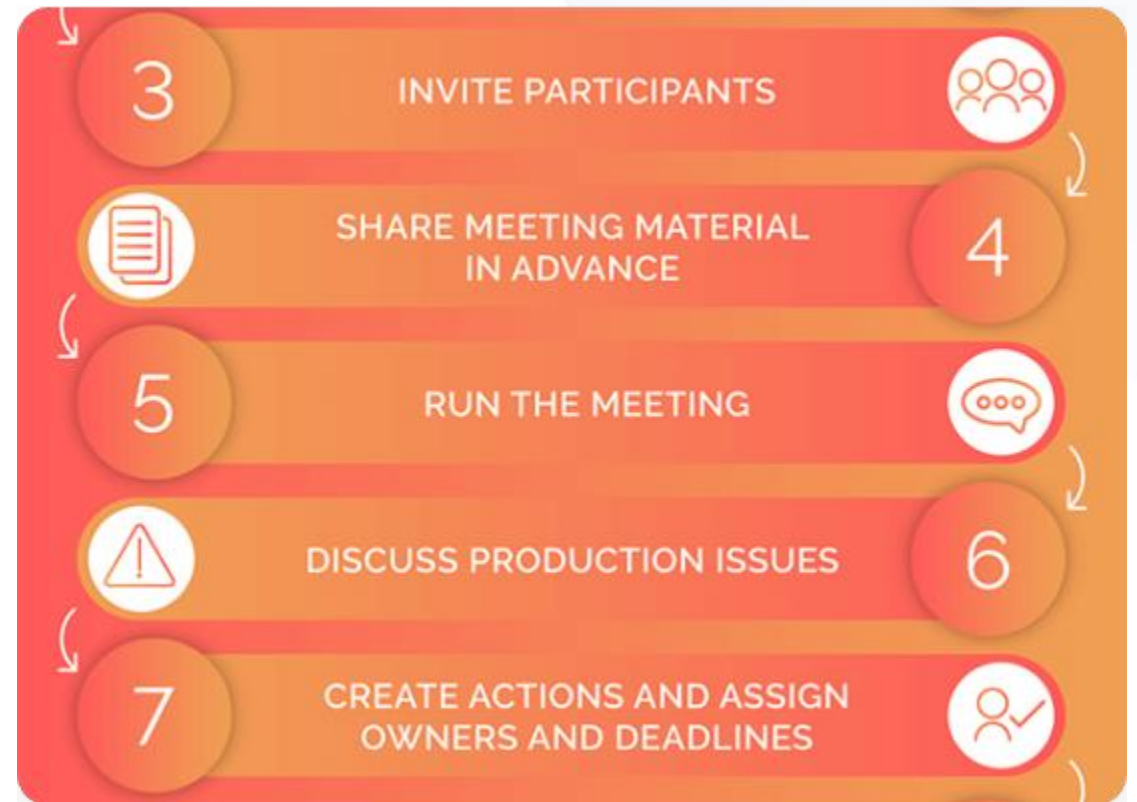 3
INVITE PARTICIPANTS
SHARE MEETING MATERIAL
IN ADVANCE
4
5
RUN THE MEETING
DISCUSS PRODUCTION ISSUES
6
7
CREATE ACTIONS AND ASSIGN
OWNERS AND DEADLINES